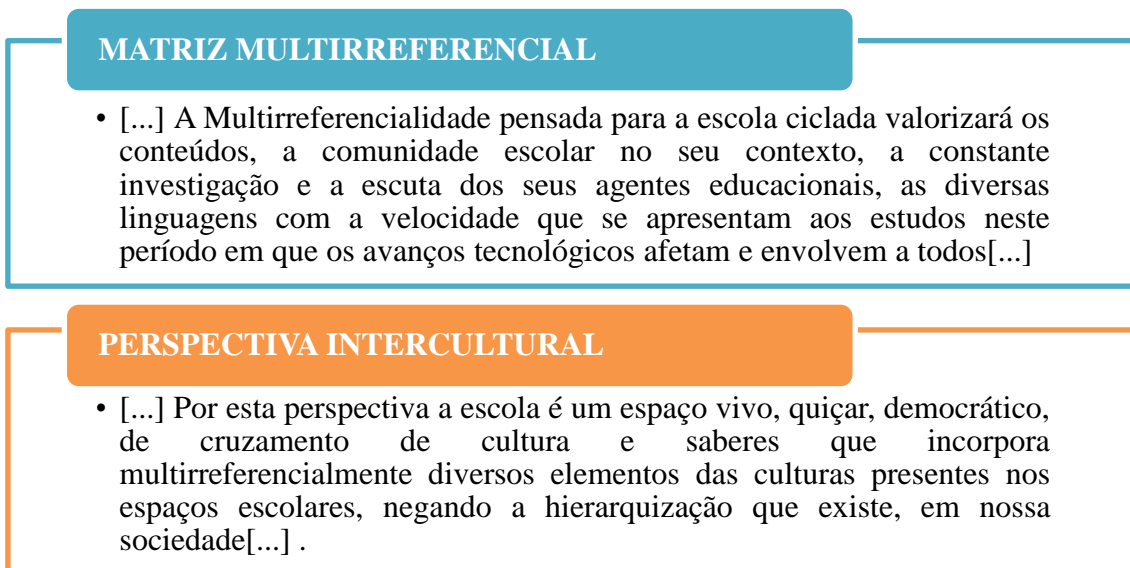 MATRIZ MULTIRREFERENCIAL
• [...] A Multirreferencialidade pensada para a escola ciclada valorizará os
conteúdos, a comunidade escolar no seu contexto, a constante
investigação e a escuta dos seus agentes educacionais, as diversas
linguagens com a velocidade que se apresentam aos estudos neste
período em que os avanços tecnológicos afetam e envolvem a todos[...]
PERSPECTIVA INTERCULTURAL
• [...] Por esta perspectiva a escola é um espaço vivo, quiçar, democrático,
de cruzamento de cultura e saberes que incorpora
multirreferencialmente diversos elementos das culturas presentes nos
espaços escolares, negando a hierarquização que existe, em nossa
sociedade[...] .